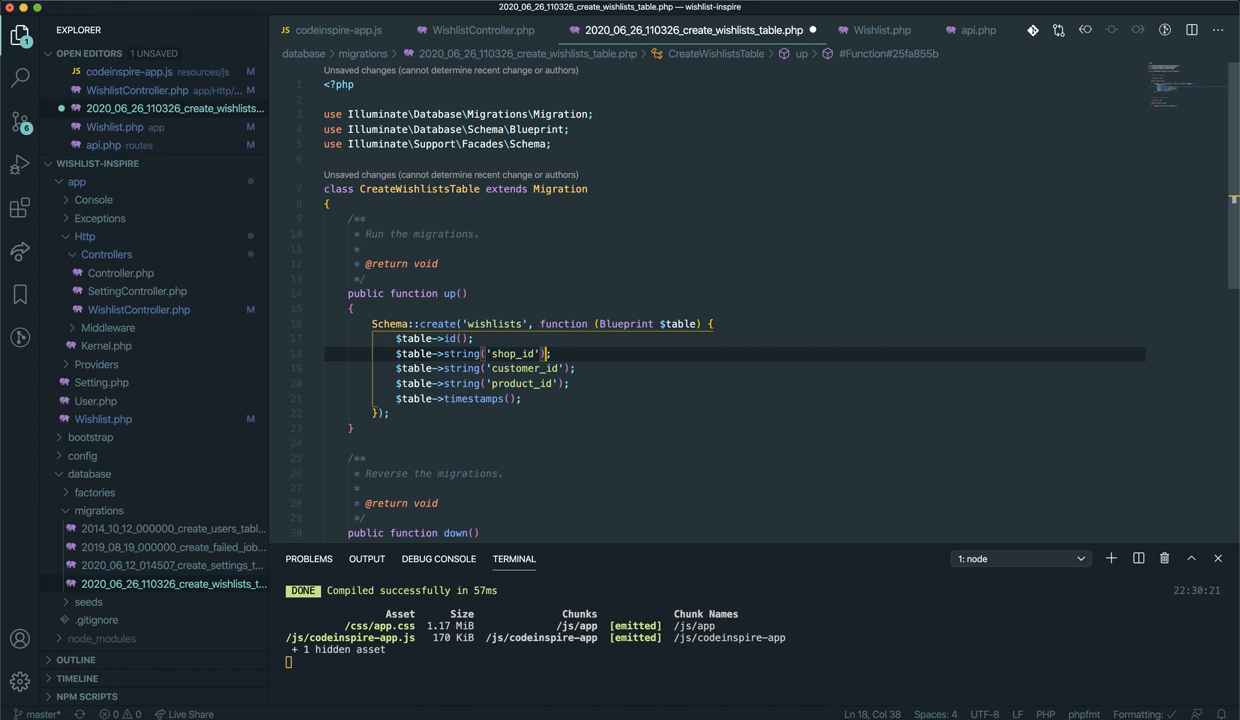 2020_06_26_110326_create_wishlists_table.php — wishlist-inspire
EXPLORER
OPEN EDITORS 1 UNSAVED
JS codeinspire-app.js resources/js M
WishlistController.php app/Http/... M
2020_06_26_110326_create_wishlists...
Wishlist.php app M
api.php routes M
WISHLIST-INSPIRE
app
Console
Exceptions
Http
Controllers
Controller.php
SettingController.php
WishlistController.php M
Middleware
Kernel.php
Providers
Setting.php
User.php
Wishlist.php M
bootstrap
config
database
factories
migrations
2014_10_12_000000_create_users_tabl...
2019_08_19_000000_create_failed_job...
2020_06_12_014507_create_settings_t...
2020_06_26_110326_create_wishlists_t...
seeds
.gitignore
node_modules
OUTLINE
TIMELINE
NPM SCRIPTS
1
6
JS codeinspire-app.js WishlistController.php 2020_06_26_110326_create_wishlists_table.php Wishlist.php api.php
database > migrations > 2020_06_26_110326_create_wishlists_table.php > CreateWishlistsTable > up > #Function#25fa855b
Unsaved changes (cannot determine recent change or authors)
1 <?php
2
3 use Illuminate\Database\Migrations\Migration;
4 use Illuminate\Database\Schema\Blueprint;
5 use Illuminate\Support\Facades\Schema;
6
Unsaved changes (cannot determine recent change or authors)
7 class CreateWishlistsTable extends Migration
8 {
9 /**
10 * Run the migrations.
11 *
12 * @return void
13 */
14 public function up()
15 {
16 Schema::create('wishlists', function (Blueprint $table) {
17 $table->id();
18 $table->string('shop_id');
19 $table->string('customer_id');
20 $table->string('product_id');
21 $table->timestamps();
22 });
23 }
24
25 /**
26 * Reverse the migrations.
27 *
28 * @return void
29 */
30 public function down()
PROBLEMS OUTPUT DEBUG CONSOLE TERMINAL 1: node
DONE Compiled successfully in 57ms 22:30:21
Asset Size Chunks Chunk Names
/css/app.css 1.17 MiB /js/app [emitted] /js/app
/js/codeinspire-app.js 170 KiB /js/codeinspire-app [emitted] /js/codeinspire-app
+ 1 hidden asset
master* 0 0 Live Share Ln 18, Col 38 Spaces: 4 UTF-8 LF PHP phpfmt Formatting: ✓